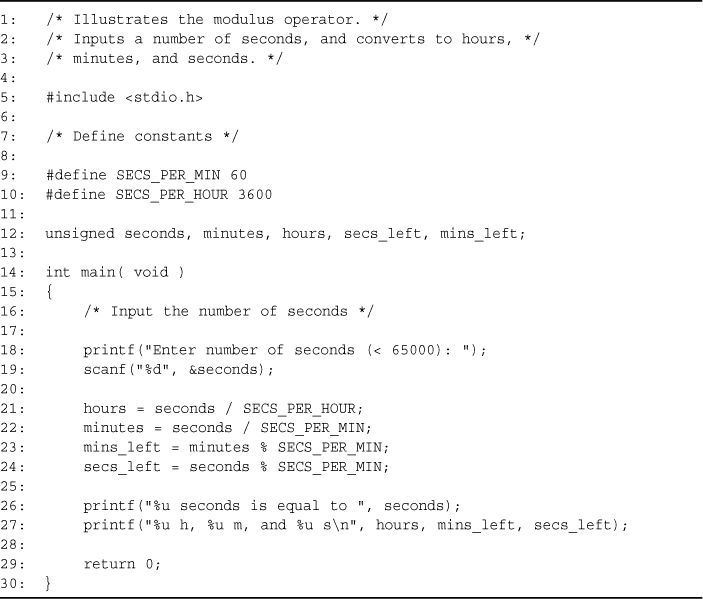 1: /* Illustrates the modulus operator. */
2: /* Inputs a number of seconds, and converts to hours, */
3: /* minutes, and seconds. */
4:
5: #include <stdio.h>
6:
7: /* Define constants */
8:
9: #define SECS_PER_MIN 60
10: #define SECS_PER_HOUR 3600
11:
12: unsigned seconds, minutes, hours, secs_left, mins_left;
13:
14: int main( void )
15: {
16:     /* Input the number of seconds */
17:
18:     printf("Enter number of seconds (< 65000): ");
19:     scanf("%d", &seconds);
20:
21:     hours = seconds / SECS_PER_HOUR;
22:     minutes = seconds / SECS_PER_MIN;
23:     mins_left = minutes % SECS_PER_MIN;
24:     secs_left = seconds % SECS_PER_MIN;
25:
26:     printf("%u seconds is equal to ", seconds);
27:     printf("%u h, %u m, and %u s\n", hours, mins_left, secs_left);
28:
29:     return 0;
30: }